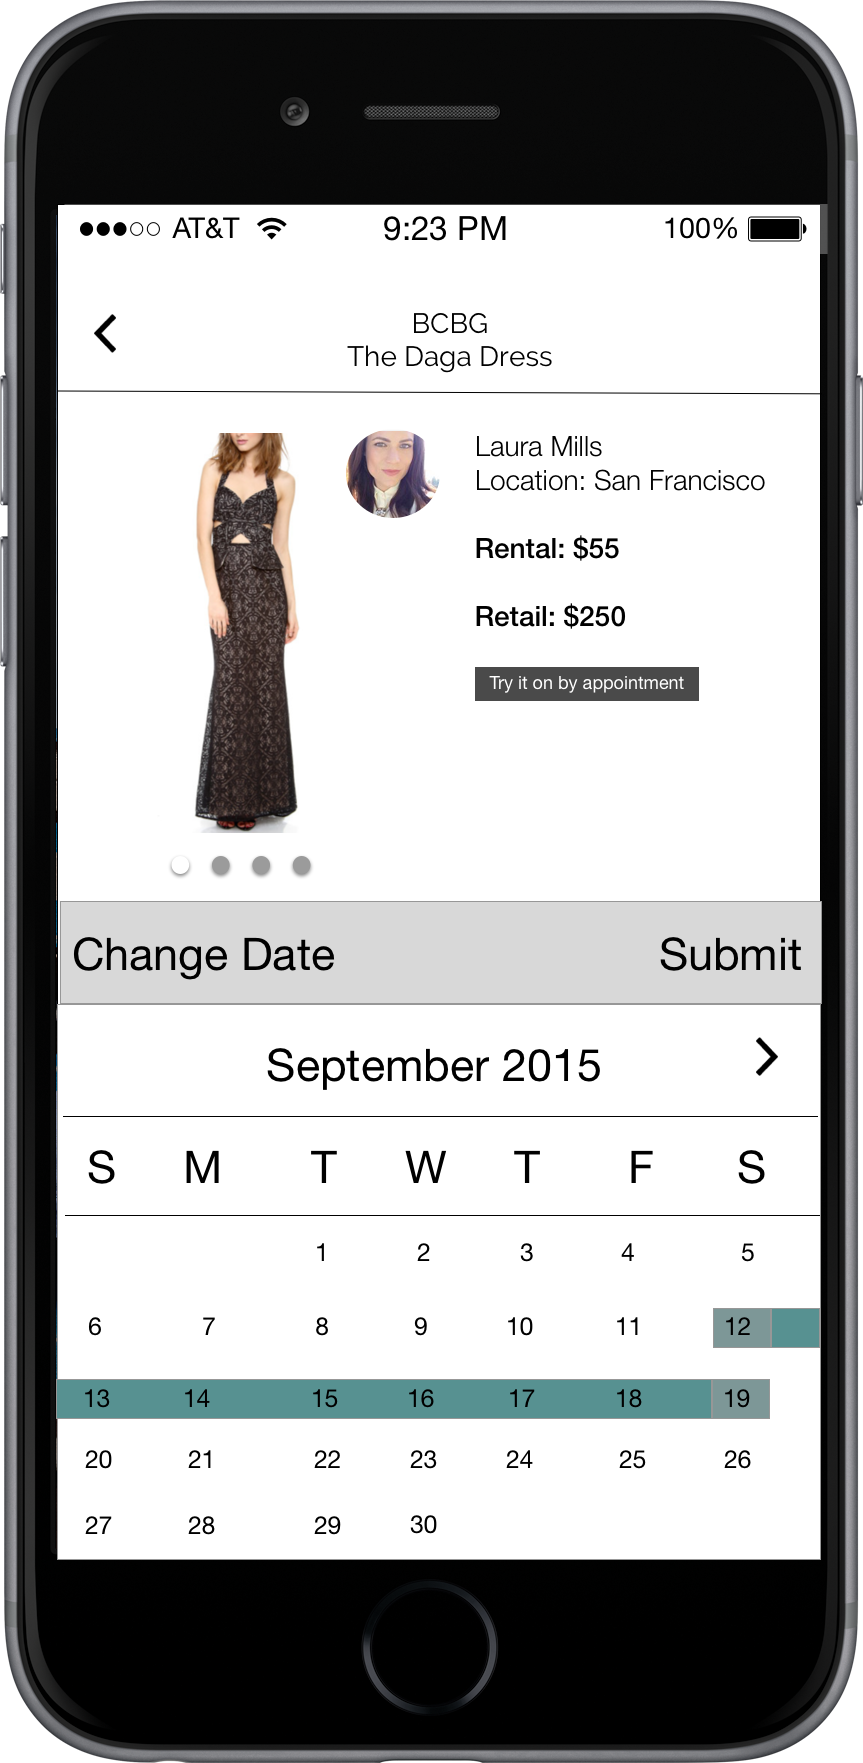 AT&T 9:23 PM 100%
BCBG
The Daga Dress
Laura Mills
Location: San Francisco
Rental: $55
Retail: $250
Try it on by appointment
Change Date Submit
September 2015
S M T W T F S
1 2 3 4 5
6 7 8 9 10 11 12
13 14 15 16 17 18 19
20 21 22 23 24 25 26
27 28 29 30